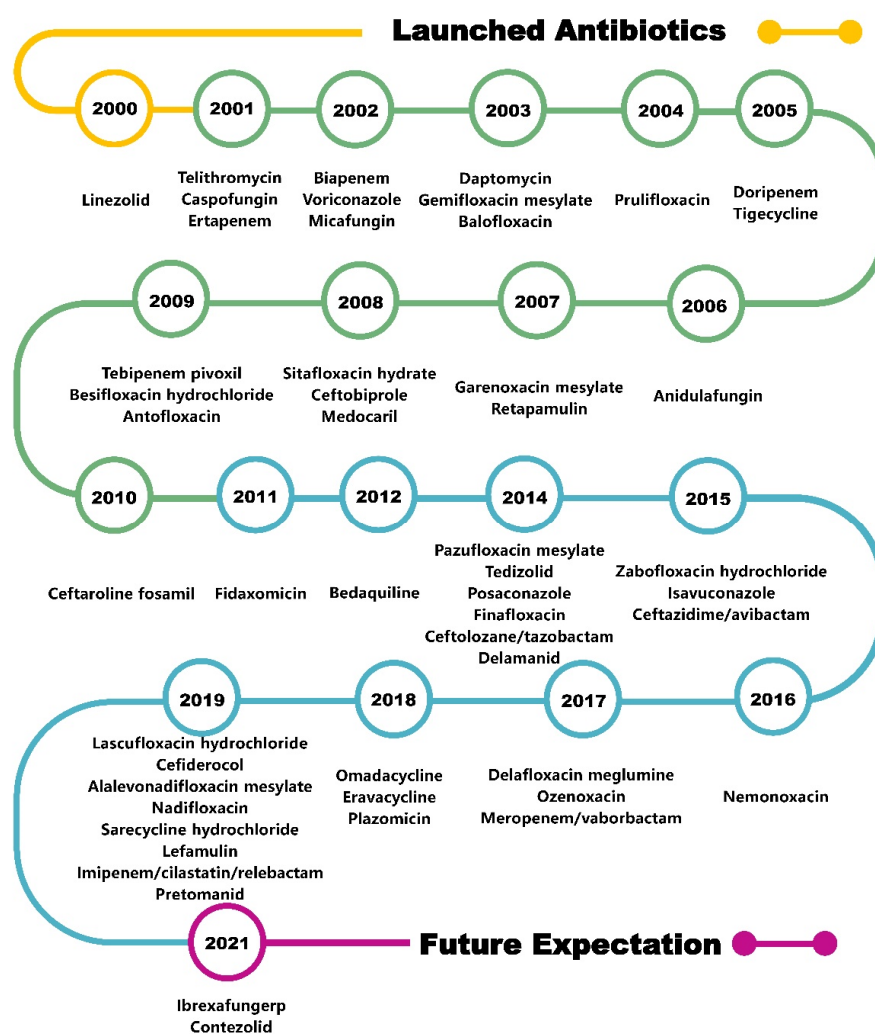 Launched Antibiotics
2000
2001
2002
2003
2004
2005
Linezolid
Telithromycin
Caspofungin
Ertapenem
Biapenem
Voriconazole
Micafungin
Daptomycin
Gemifloxacin mesylate
Balofloxacin
Prulifloxacin
Doripenem
Tigecycline
2009
2008
2007
2006
Tebipenem pivoxil
Besifloxacin hydrochloride
Antofloxacin
Sitafloxacin hydrate
Ceftobiprole
Medocaril
Garenoxacin mesylate
Retapamulin
Anidulafungin
2010
2011
2012
2014
2015
Ceftaroline fosamil
Fidaxomicin
Bedaquiline
Pazufloxacin mesylate
Tedizolid
Posaconazole
Finafloxacin
Ceftolozane/tazobactam
Delamanid
Zabofloxacin hydrochloride
Isavuconazole
Ceftazidime/avibactam
2019
2018
2017
2016
Lascufloxacin hydrochloride
Cefiderocol
Alalevonadifloxacin mesylate
Nadifloxacin
Sarecycline hydrochloride
Lefamulin
Imipenem/cilastatin/relebactam
Pretomanid
Omadacycline
Eravacycline
Plazomicin
Delafloxacin meglumine
Ozenoxacin
Meropenem/vaborbactam
Nemonoxacin
2021
Future Expectation
Ibrexafungerp
Contezolid